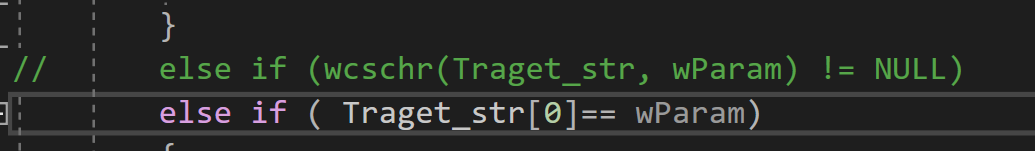 }
// else if (wcschr(Traget_str, wParam) != NULL)
else if ( Traget_str[0]== wParam)